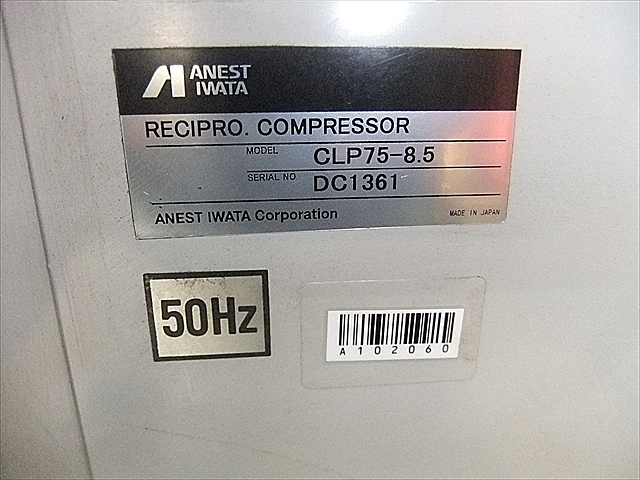 ANEST
IWATA
RECIPRO. COMPRESSOR
MODEL CLP75-8.5
SERIAL NO. DC1361
ANEST IWATA Corporation MADE IN JAPAN
50Hz
A102060